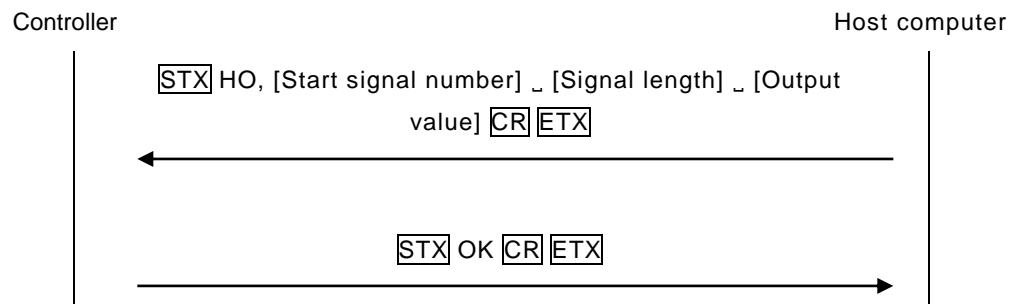 Controller
Host computer
STX HO, [Start signal number] ␣ [Signal length] ␣ [Output
value] CR ETX
STX OK CR ETX